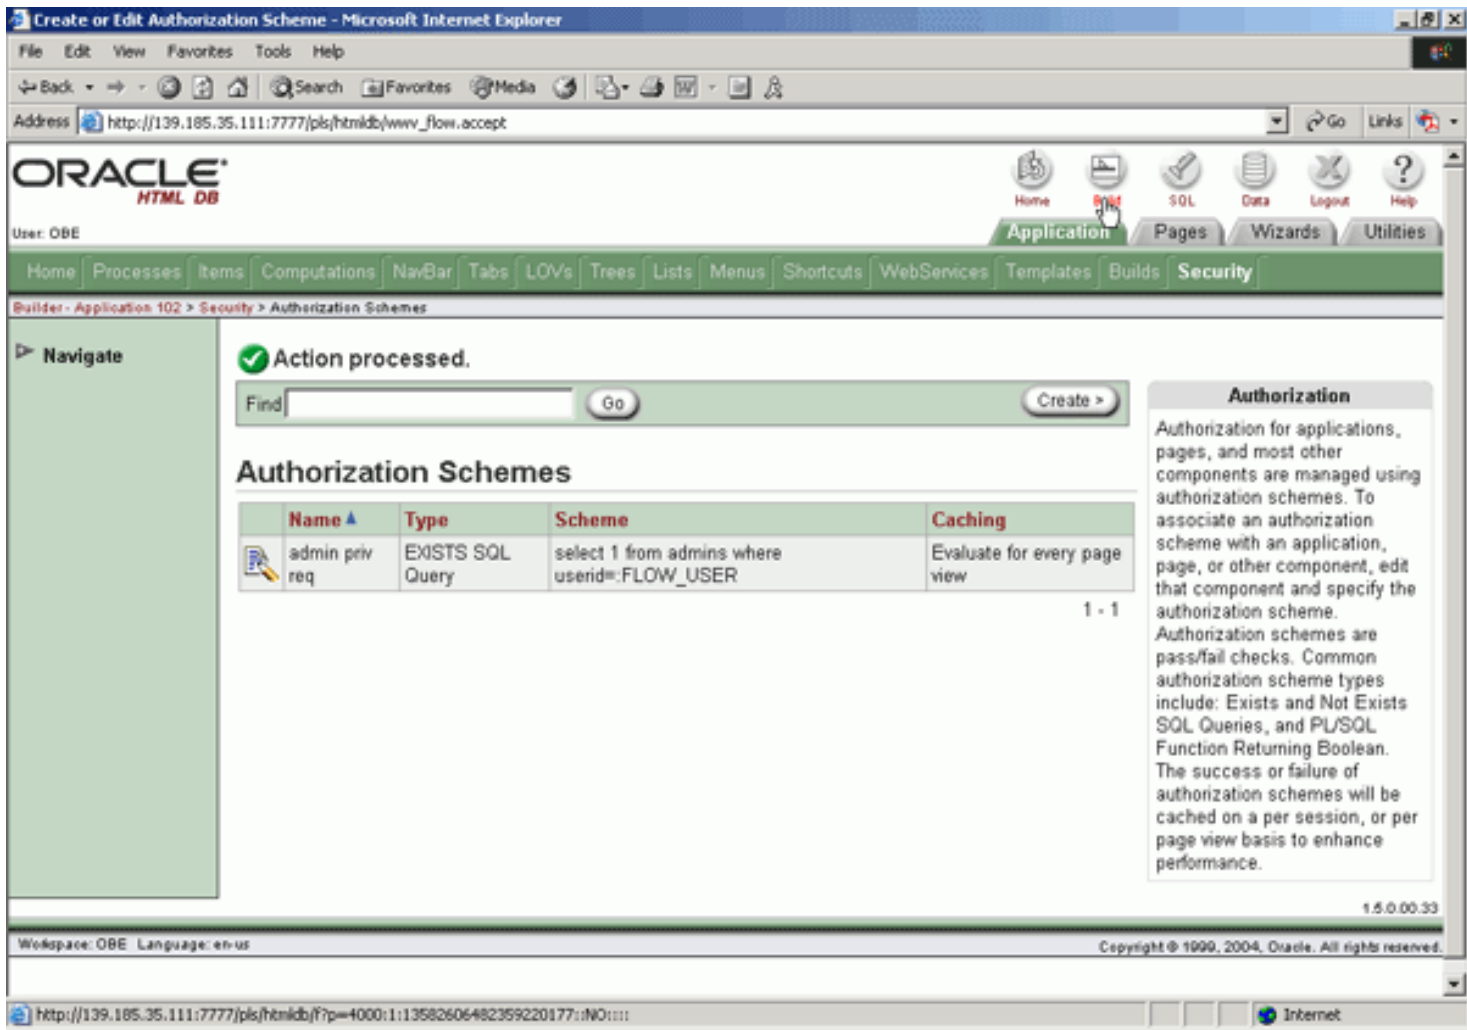 Create or Edit Authorization Scheme - Microsoft Internet Explorer
File Edit View Favorites Tools Help
Back Search Favorites Media
Address http://139.185.35.111:7777/pls/htmldb/wwv_flow.accept Go Links
ORACLE
HTML DB
Home Build SQL Data Logout Help
User: OBE
Application Pages Wizards Utilities
Home Processes Items Computations NavBar Tabs LOVs Trees Lists Menus Shortcuts WebServices Templates Builds Security
Builder - Application 102 > Security > Authorization Schemes
Navigate
Action processed.
Find Go Create >
Authorization Schemes
Name Type Scheme Caching
admin priv EXISTS SQL select 1 from admins where Evaluate for every page
req Query userid=:FLOW_USER view
1 - 1
Authorization
Authorization for applications,
pages, and most other
components are managed using
authorization schemes. To
associate an authorization
scheme with an application,
page, or other component, edit
that component and specify the
authorization scheme.
Authorization schemes are
pass/fail checks. Common
authorization scheme types
include: Exists and Not Exists
SQL Queries, and PL/SQL
Function Returning Boolean.
The success or failure of
authorization schemes will be
cached on a per session, or per
page view basis to enhance
performance.
1.5.0.00.33
Workspace: OBE Language: en-us Copyright © 1999, 2004, Oracle. All rights reserved.
http://139.185.35.111:7777/pls/htmldb/f?p=4000:1:13582606482359220177::NO:::: Internet